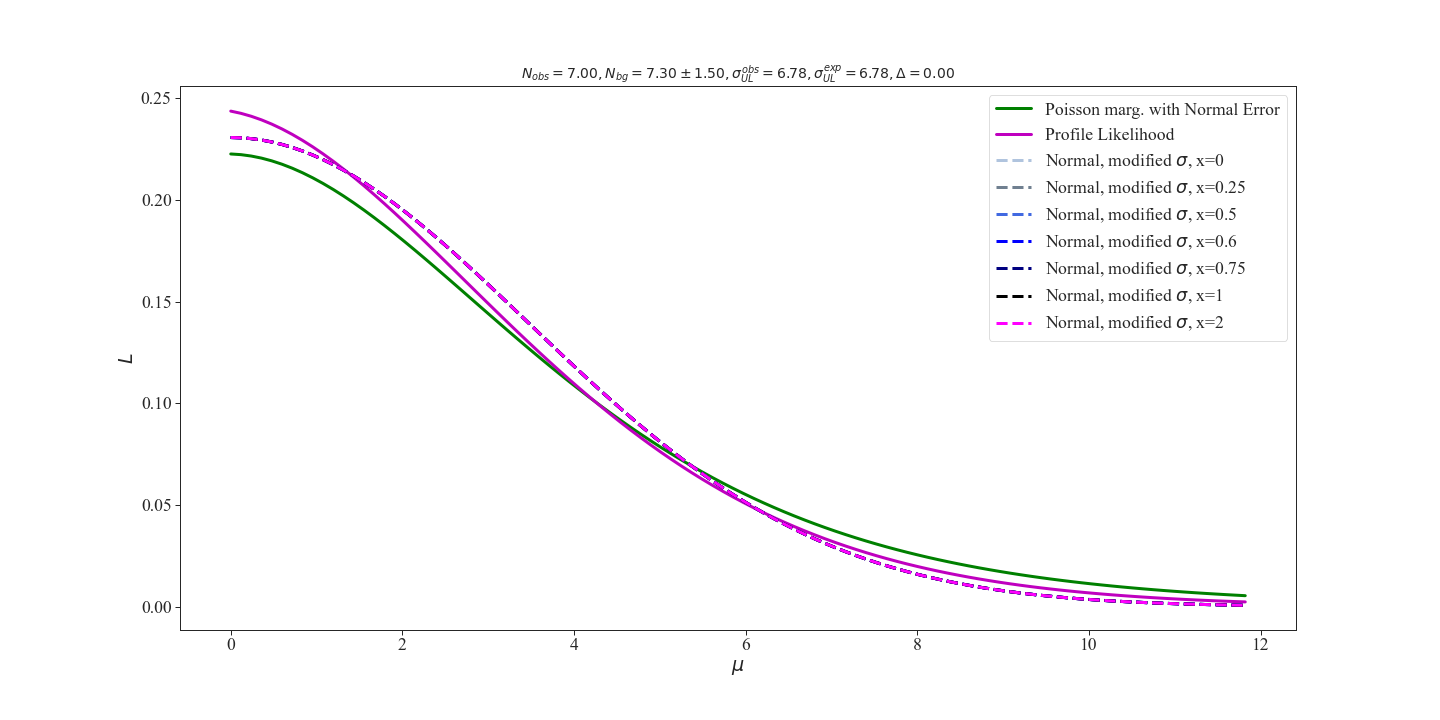 N_obs = 7.00, N_bg = 7.30 ± 1.50, σ_UL^obs = 6.78, σ_UL^exp = 6.78, Δ = 0.00
Poisson marg. with Normal Error
Profile Likelihood
Normal, modified σ, x=0
Normal, modified σ, x=0.25
Normal, modified σ, x=0.5
Normal, modified σ, x=0.6
Normal, modified σ, x=0.75
Normal, modified σ, x=1
Normal, modified σ, x=2
0.25
0.20
0.15
0.10
0.05
0.00
L
0 2 4 6 8 10 12
μ